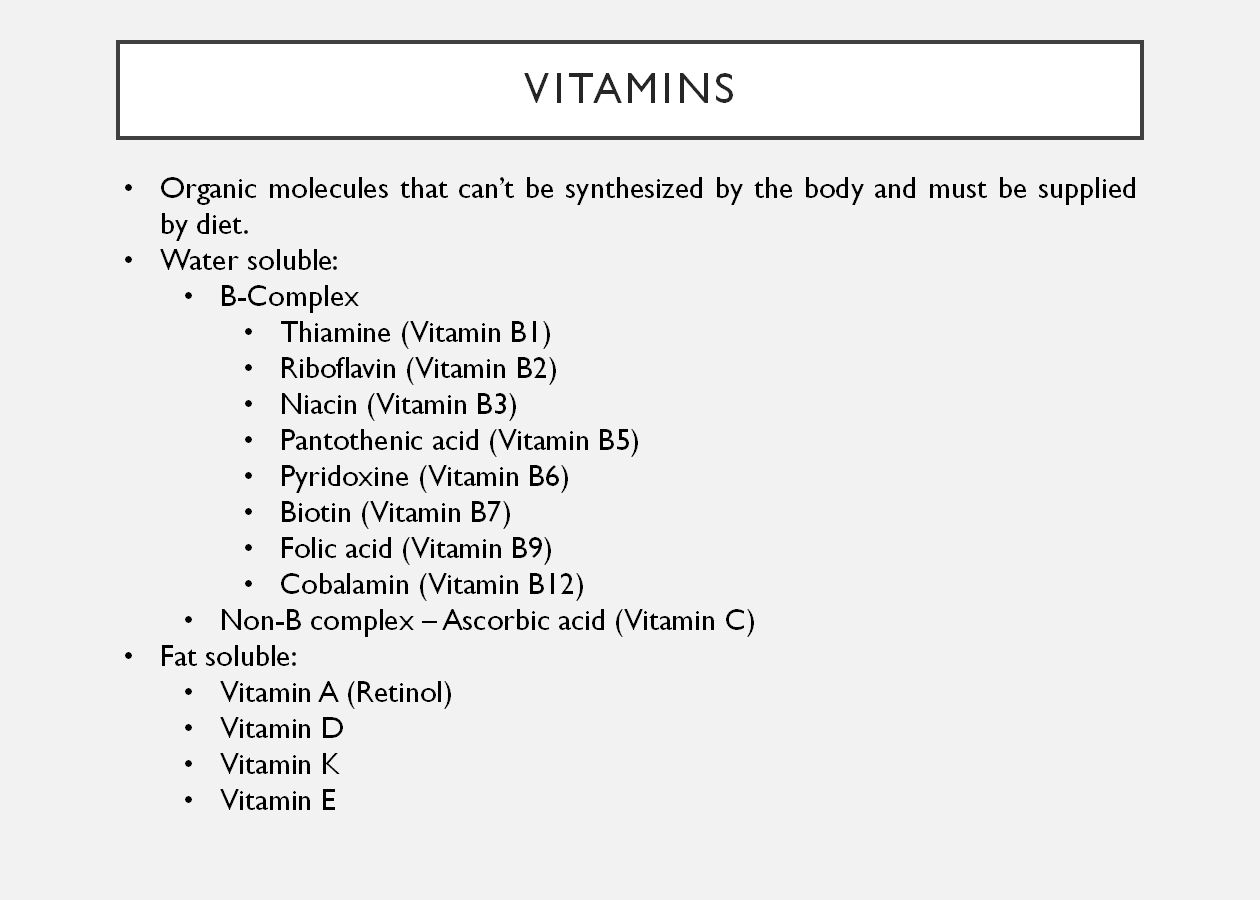 VITAMINS
• Organic molecules that can’t be synthesized by the body and must be supplied
by diet.
• Water soluble:
• B-Complex
• Thiamine (Vitamin B1)
• Riboflavin (Vitamin B2)
• Niacin (Vitamin B3)
• Pantothenic acid (Vitamin B5)
• Pyridoxine (Vitamin B6)
• Biotin (Vitamin B7)
• Folic acid (Vitamin B9)
• Cobalamin (Vitamin B12)
• Non-B complex – Ascorbic acid (Vitamin C)
• Fat soluble:
• Vitamin A (Retinol)
• Vitamin D
• Vitamin K
• Vitamin E